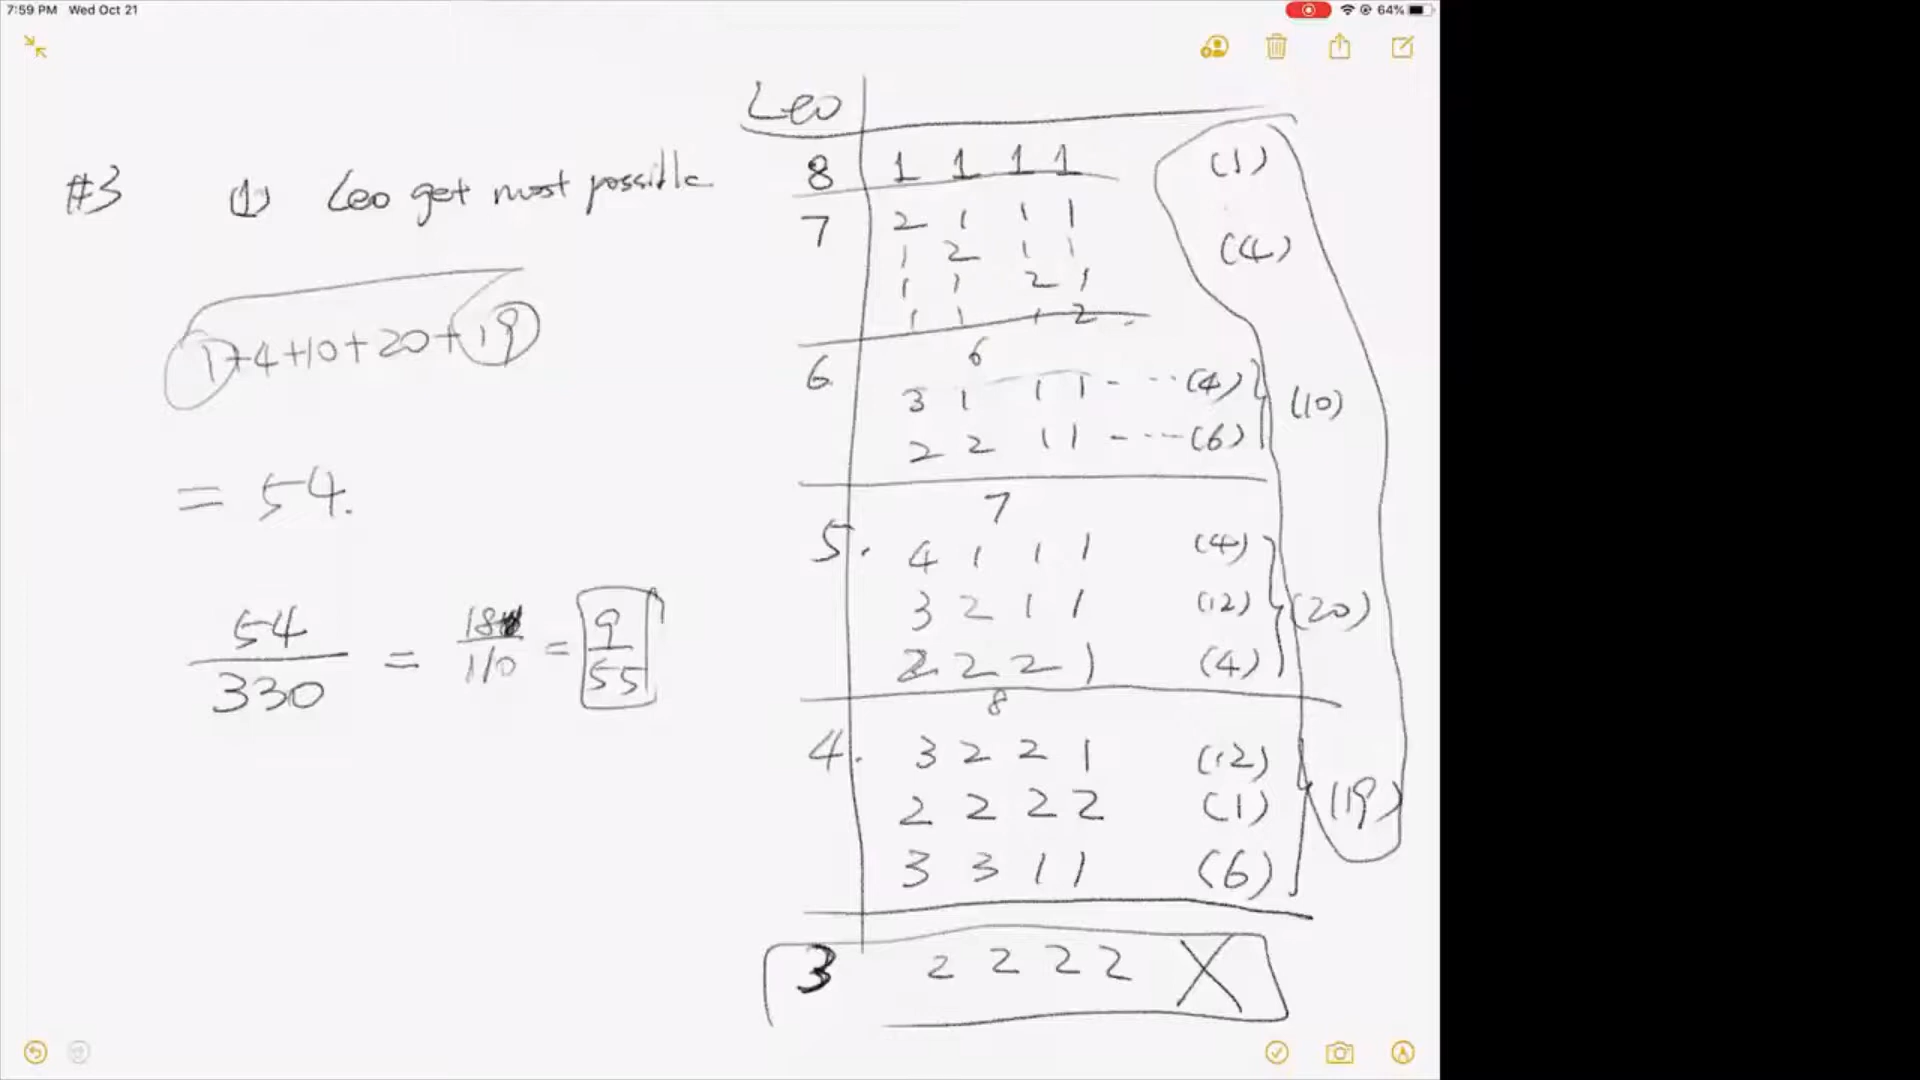 7:59 PM Wed Oct 21
64%
#3 (1) Leo get most possible
1+4+10+20+19
= 54.
54/330 = 18/110 = 9/55
Leo
8 1 1 1 1 (1)
7 2 1 1 1 (4)
1 2 1 1
1 1 2 1
1 1 1 2
6
6 3 1 1 1 - - - (4) (10)
2 2 1 1 - - - - (6)
7
5. 4 1 1 1 (4)
3 2 1 1 (12) (20)
2 2 2 1 (4)
8
4. 3 2 2 1 (12)
2 2 2 2 (1) (19)
3 3 1 1 (6)
3 2 2 2 2 X